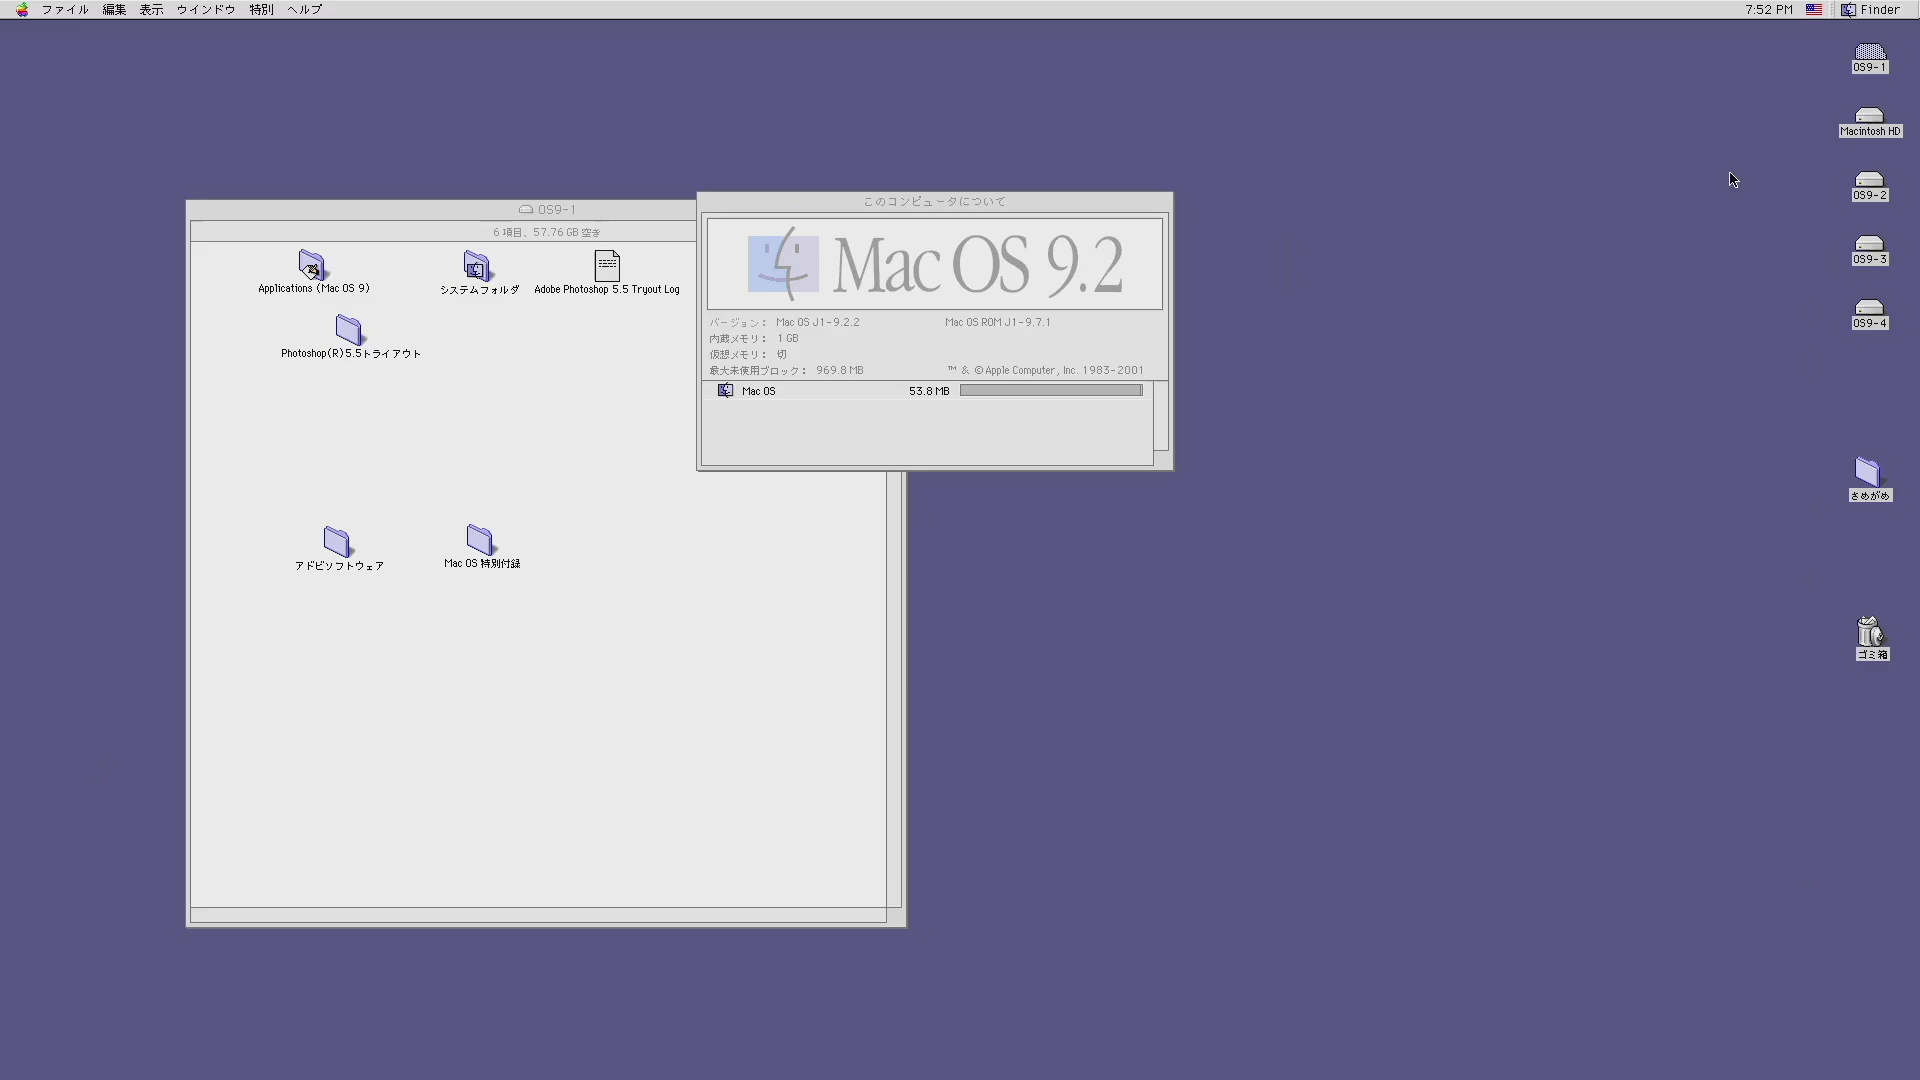 ファイル 編集 表示 ウインドウ 特別 ヘルプ 7:52 PM Finder
OS9-1
Macintosh HD
OS9-2
OS9-3
OS9-4
さめがめ
ゴミ箱
OS9-1
6 項目、57.76 GB 空き
Applications (Mac OS 9)
システムフォルダ
Adobe Photoshop 5.5 Tryout Log
Photoshop(R)5.5トライアウト
アドビソフトウェア
Mac OS 特別付録
このコンピュータについて
Mac OS 9.2
バージョン： Mac OS J1-9.2.2 Mac OS ROM J1-9.7.1
内蔵メモリ： 1 GB
仮想メモリ： 切
最大未使用ブロック： 969.8 MB ™ & © Apple Computer, Inc. 1983-2001
Mac OS 53.8 MB